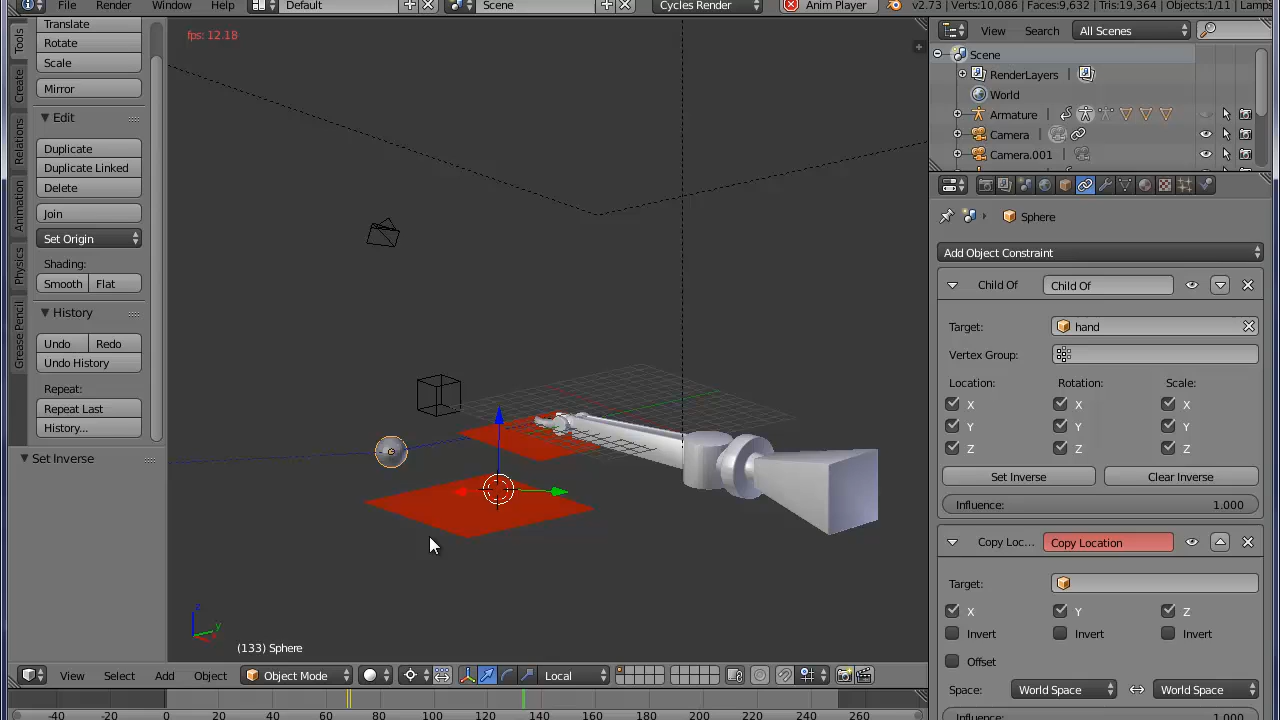 File Render Window Help Default Scene Cycles Render Anim Player v2.73 | Verts:10,086 | Faces:9,632 | Tris:19,364 | Objects:1/11 | Lamps
Translate
Rotate
Scale
Mirror
Edit
Duplicate
Duplicate Linked
Delete
Join
Set Origin
Shading:
Smooth Flat
History
Undo Redo
Undo History
Repeat:
Repeat Last
History...
Set Inverse
Tools
Create
Relations
Animation
Physics
Grease Pencil
fps: 12.18
z
y
(133) Sphere
View Select Add Object Object Mode Local
-40 -20 0 20 40 60 80 100 120 140 160 180 200 220 240 260
View Search All Scenes
Scene
RenderLayers
World
Armature
Camera
Camera.001
Sphere
Add Object Constraint
Child Of Child Of
Target: hand
Vertex Group:
Location: Rotation: Scale:
X X X
Y Y Y
Z Z Z
Set Inverse Clear Inverse
Influence: 1.000
Copy Loc... Copy Location
Target:
X Y Z
Invert Invert Invert
Offset
Space: World Space World Space
Influence: 1.000